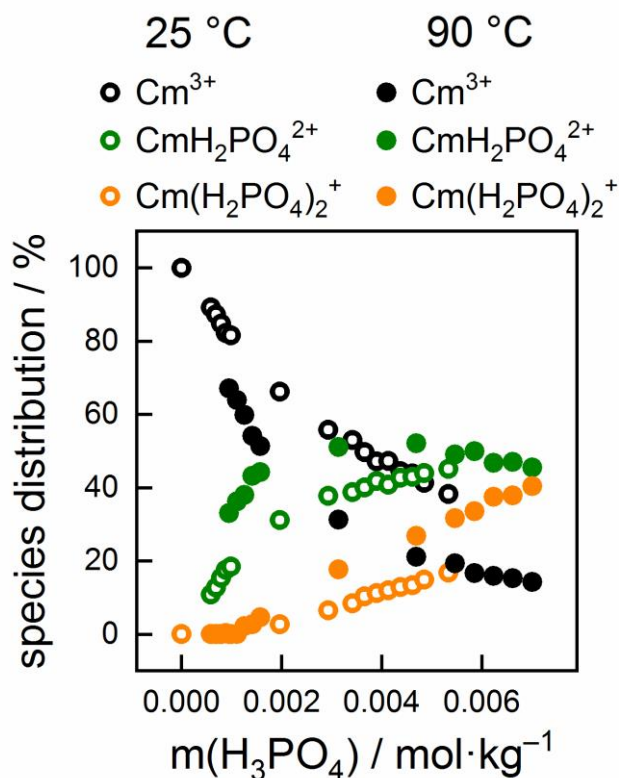 25 °C 90 °C
Cm³⁺ Cm³⁺
CmH₂PO₄²⁺ CmH₂PO₄²⁺
Cm(H₂PO₄)₂⁺ Cm(H₂PO₄)₂⁺
species distribution / %
100
80
60
40
20
0
0.000 0.002 0.004 0.006
m(H₃PO₄) / mol·kg⁻¹